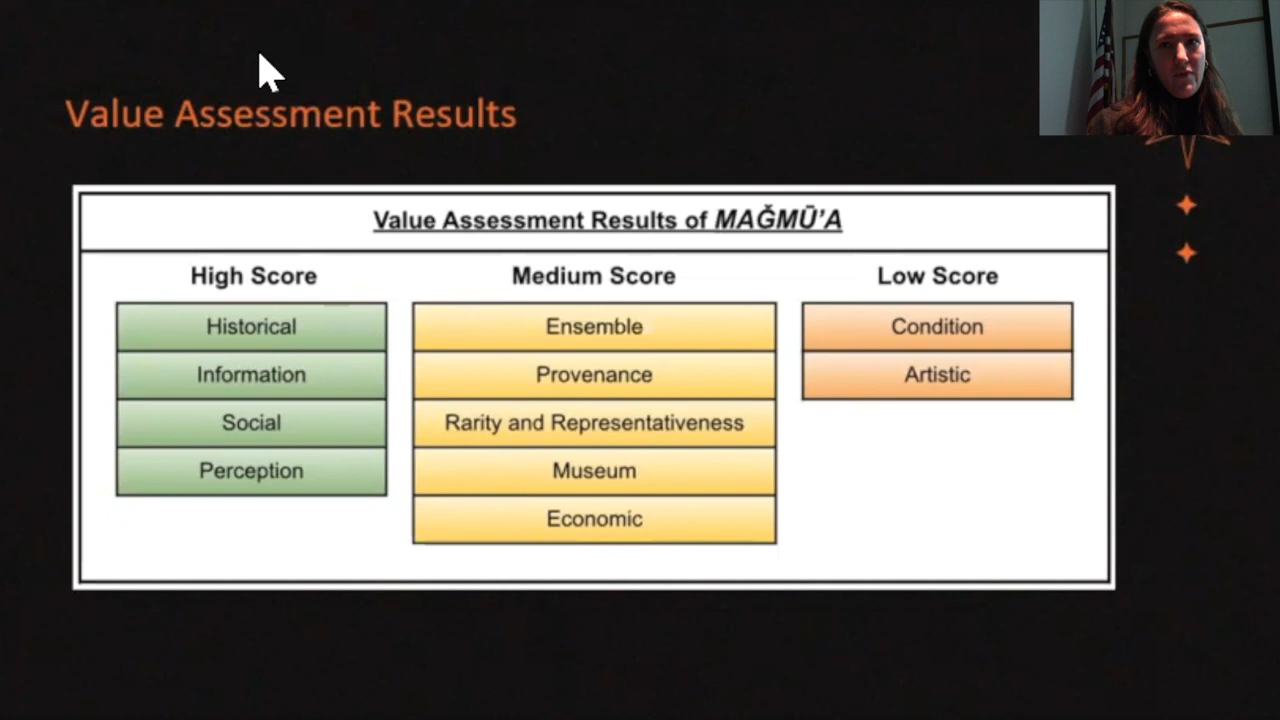 Value Assessment Results
Value Assessment Results of MAǦMŪ’A
High Score
Medium Score
Low Score
Historical
Ensemble
Condition
Information
Provenance
Artistic
Social
Rarity and Representativeness
Perception
Museum
Economic